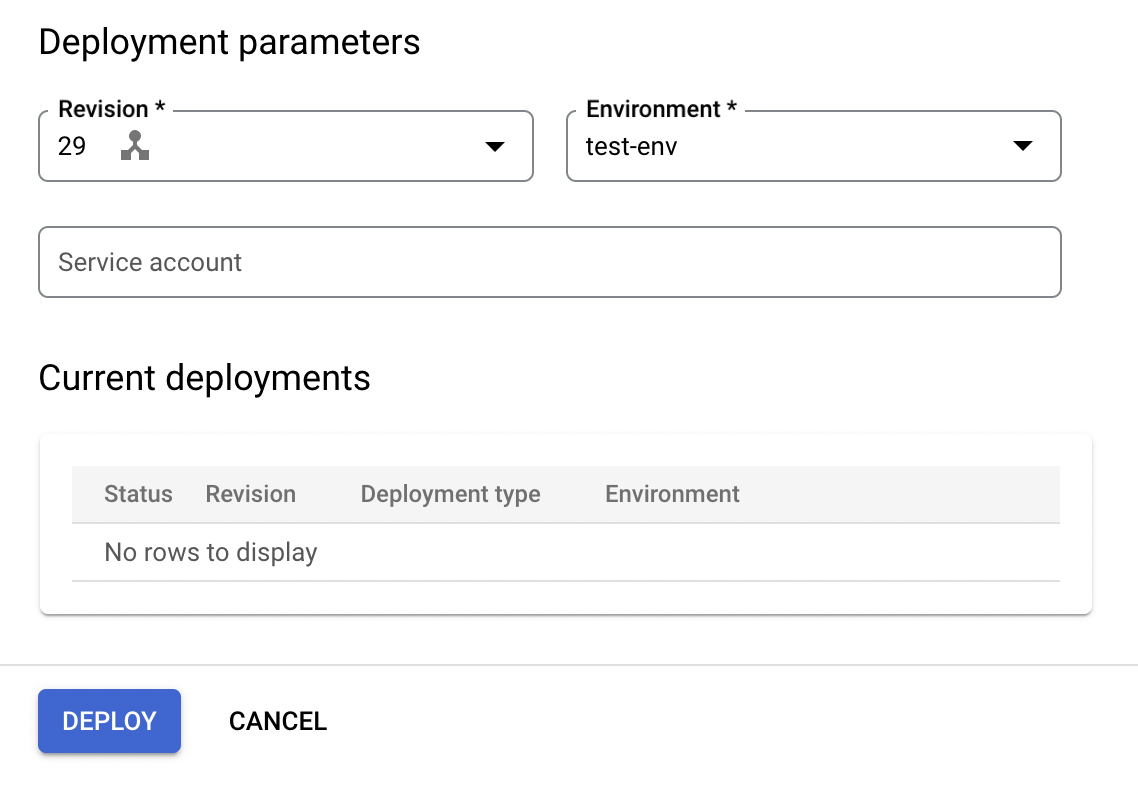 Deployment parameters
Revision * Environment *
29 test-env
Service account
Current deployments
Status Revision Deployment type Environment
No rows to display
DEPLOY CANCEL